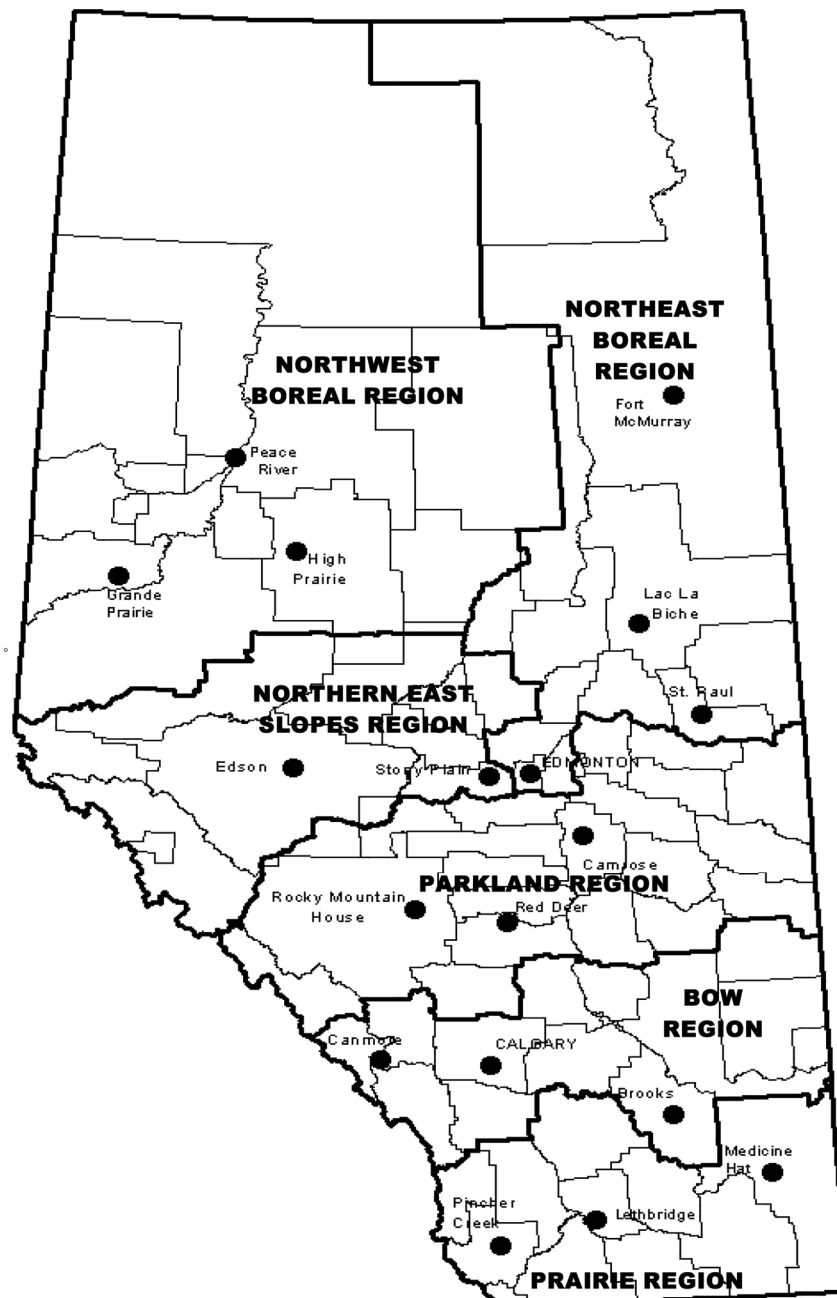 NORTHEAST
BOREAL
REGION
Fort
McMurray
NORTHWEST
BOREAL REGION
Peace
River
High
Prairie
Grande
Prairie
Lac La
Biche
St. Paul
NORTHERN EAST
SLOPES REGION
Edson
Stony Plain
EDMONTON
Camrose
PARKLAND REGION
Rocky Mountain
House
Red Deer
BOW
REGION
Canmore
CALGARY
Brooks
Medicine
Hat
Pincher
Creek
Lethbridge
PRAIRIE REGION